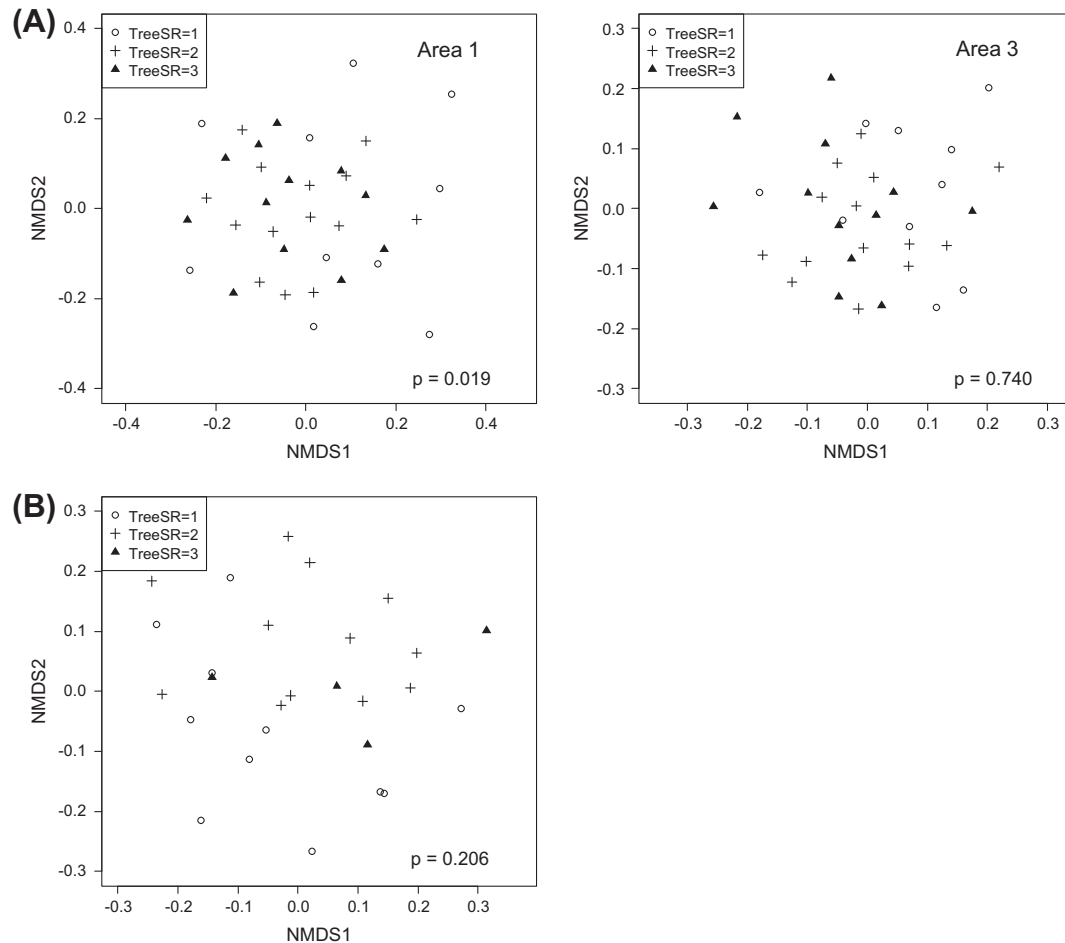 (A)
TreeSR=1
TreeSR=2
TreeSR=3
Area 1
0.4
0.2
0.0
-0.2
-0.4
NMDS2
p = 0.019
-0.4 -0.2 0.0 0.2 0.4
NMDS1
TreeSR=1
TreeSR=2
TreeSR=3
Area 3
0.3
0.2
0.1
0.0
-0.1
-0.2
-0.3
NMDS2
p = 0.740
-0.3 -0.2 -0.1 0.0 0.1 0.2 0.3
NMDS1
(B)
TreeSR=1
TreeSR=2
TreeSR=3
0.3
0.2
0.1
0.0
-0.1
-0.2
-0.3
NMDS2
p = 0.206
-0.3 -0.2 -0.1 0.0 0.1 0.2 0.3
NMDS1